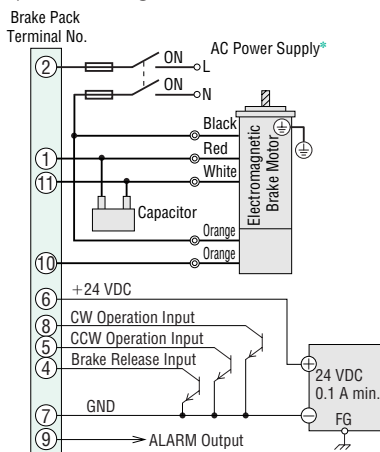 Brake Pack
Terminal No.
AC Power Supply*
2
ON
L
ON
N
Black
Red
1
White
11
Electromagnetic
Brake Motor
Capacitor
Orange
Orange
10
+24 VDC
6
CW Operation Input
8
CCW Operation Input
5
Brake Release Input
4
24 VDC
0.1 A min.
GND
7
FG
9
ALARM Output